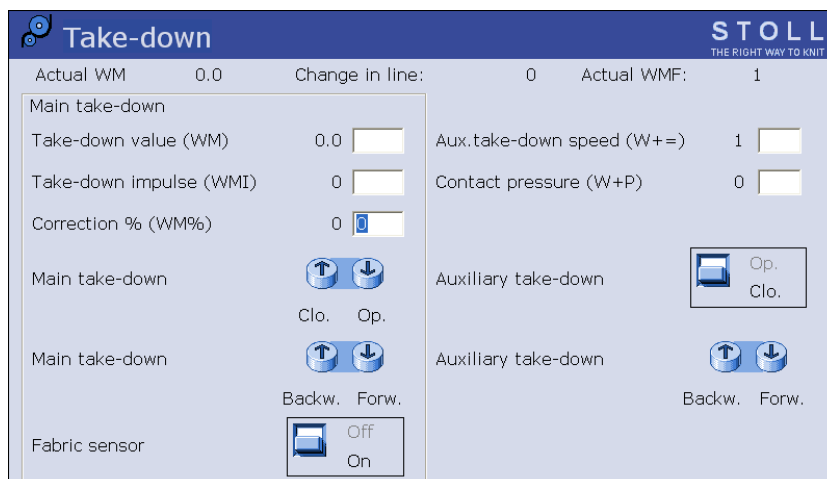 Take-down
STOLL
THE RIGHT WAY TO KNIT
Actual WM 0.0 Change in line: 0 Actual WMF: 1
Main take-down
Take-down value (WM) 0.0 Aux.take-down speed (W+=) 1
Take-down impulse (WMI) 0 Contact pressure (W+P) 0
Correction % (WM%) 0 0
Main take-down Auxiliary take-down Op.
Clo. Op. Clo.
Main take-down Auxiliary take-down
Backw. Forw. Backw. Forw.
Fabric sensor Off
On